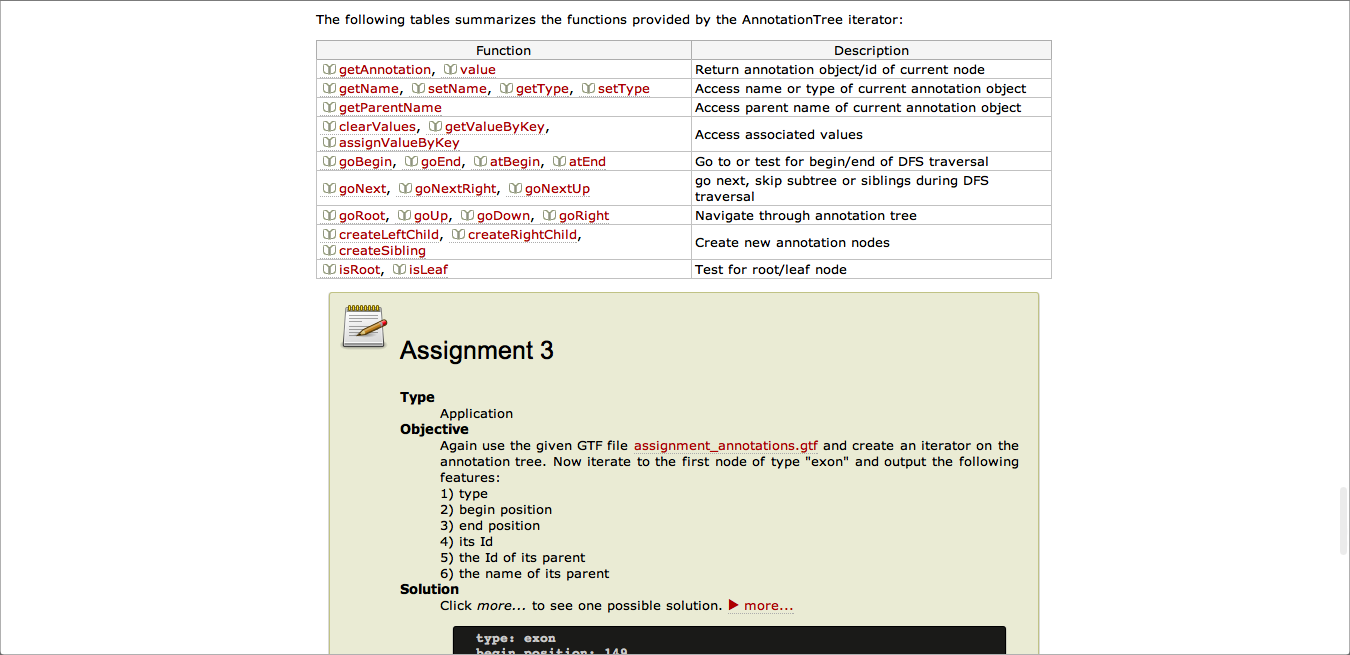 The following tables summarizes the functions provided by the AnnotationTree iterator:
Function Description
getAnnotation, value Return annotation object/id of current node
getName, setName, getType, setType Access name or type of current annotation object
getParentName Access parent name of current annotation object
clearValues, getValueByKey,
assignValueByKey
Access associated values
goBegin, goEnd, atBegin, atEnd Go to or test for begin/end of DFS traversal
goNext, goNextRight, goNextUp
go next, skip subtree or siblings during DFS
traversal
goRoot, goUp, goDown, goRight Navigate through annotation tree
createLeftChild, createRightChild,
createSibling
Create new annotation nodes
isRoot, isLeaf Test for root/leaf node
Assignment 3
Type
Application
Objective
Again use the given GTF file assignment_annotations.gtf and create an iterator on the
annotation tree. Now iterate to the first node of type "exon" and output the following
features:
1) type
2) begin position
3) end position
4) its Id
5) the Id of its parent
6) the name of its parent
Solution
Click more... to see one possible solution. more...
type: exon
begin position: 149